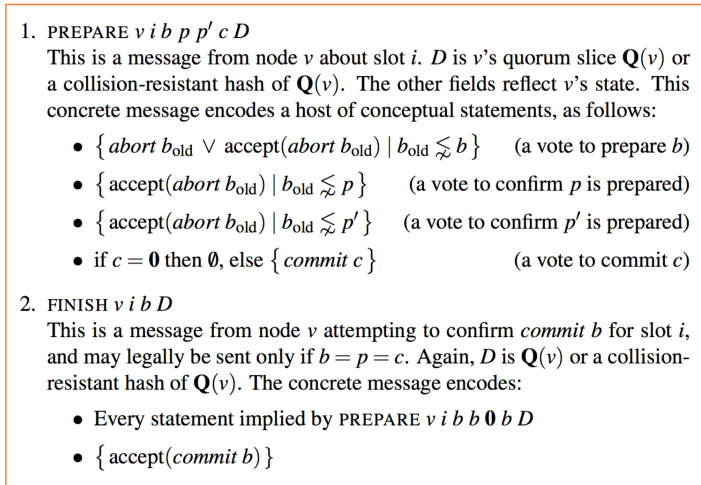 1. PREPARE v i b p p′ c D
This is a message from node v about slot i. D is v's quorum slice Q(v) or
a collision-resistant hash of Q(v). The other fields reflect v's state. This
concrete message encodes a host of conceptual statements, as follows:
• { abort b_old ∨ accept(abort b_old) | b_old ⋨ b } (a vote to prepare b)
• { accept(abort b_old) | b_old ⋨ p } (a vote to confirm p is prepared)
• { accept(abort b_old) | b_old ⋨ p′ } (a vote to confirm p′ is prepared)
• if c = 0 then ∅, else { commit c } (a vote to commit c)
2. FINISH v i b D
This is a message from node v attempting to confirm commit b for slot i,
and may legally be sent only if b = p = c. Again, D is Q(v) or a collision-
resistant hash of Q(v). The concrete message encodes:
• Every statement implied by PREPARE v i b b 0 b D
• { accept(commit b) }